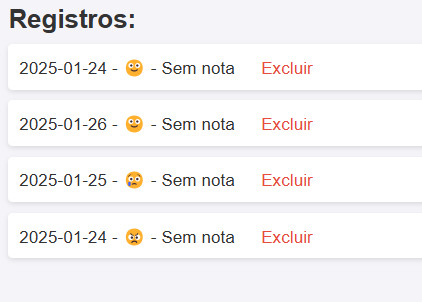 Registros:
2025-01-24 - 😀 - Sem nota Excluir
2025-01-26 - 😀 - Sem nota Excluir
2025-01-25 - 😢 - Sem nota Excluir
2025-01-24 - 😠 - Sem nota Excluir